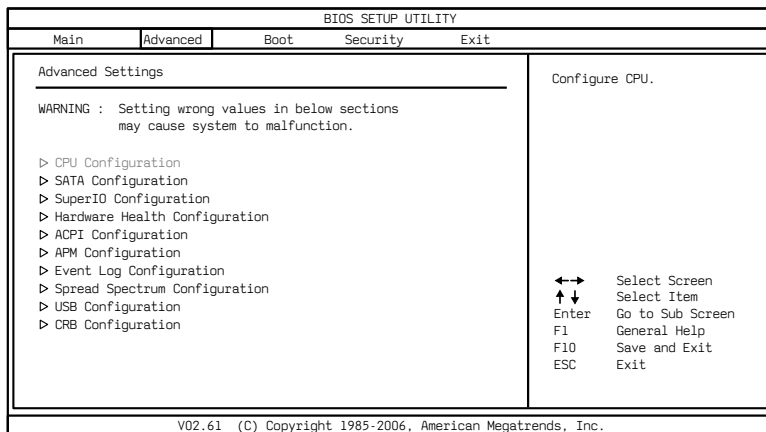 BIOS SETUP UTILITY
Main Advanced Boot Security Exit
Advanced Settings
WARNING : Setting wrong values in below sections
may cause system to malfunction.
CPU Configuration
SATA Configuration
SuperIO Configuration
Hardware Health Configuration
ACPI Configuration
APM Configuration
Event Log Configuration
Spread Spectrum Configuration
USB Configuration
CRB Configuration
Configure CPU.
Select Screen
Select Item
Enter Go to Sub Screen
F1 General Help
F10 Save and Exit
ESC Exit
V02.61 (C) Copyright 1985-2006, American Megatrends, Inc.